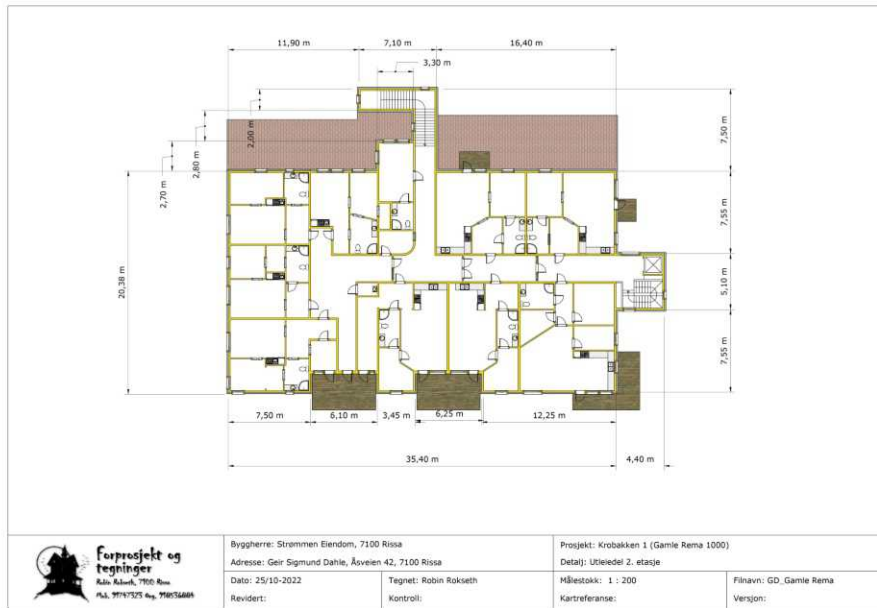 11,90 m
7,10 m
16,40 m
3,30 m
2,00 m
2,80 m
2,70 m
7,50 m
7,55 m
20,38 m
5,10 m
7,55 m
7,50 m
6,10 m
3,45 m
6,25 m
12,25 m
35,40 m
4,40 m
Forprosjekt og
tegninger
Robin Rokseth, 7100 Rissa
Byggherre: Strømmen Eiendom, 7100 Rissa
Prosjekt: Krobakken 1 (Gamle Rema 1000)
Adresse: Geir Sigmund Dahle, Åsveien 42, 7100 Rissa
Detalj: Utleiedel 2. etasje
Dato: 25/10-2022
Tegnet: Robin Rokseth
Målestokk: 1 : 200
Filnavn: GD_Gamle Rema
Revidert:
Kontroll:
Kartreferanse:
Versjon: